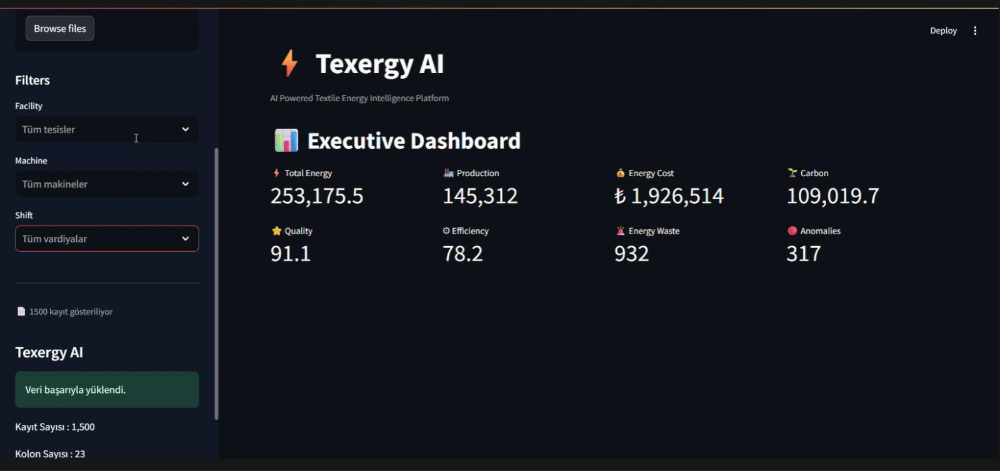 Browse files
Filters
Facility
Tüm tesisler
Machine
Tüm makineler
Shift
Tüm vardiyalar
1500 kayıt gösteriliyor
Texergy AI
Veri başarıyla yüklendi.
Kayıt Sayısı : 1,500
Kolon Sayısı : 23
Deploy
Texergy AI
AI Powered Textile Energy Intelligence Platform
Executive Dashboard
Total Energy
253,175.5
Production
145,312
Energy Cost
₺ 1,926,514
Carbon
109,019.7
Quality
91.1
Efficiency
78.2
Energy Waste
932
Anomalies
317